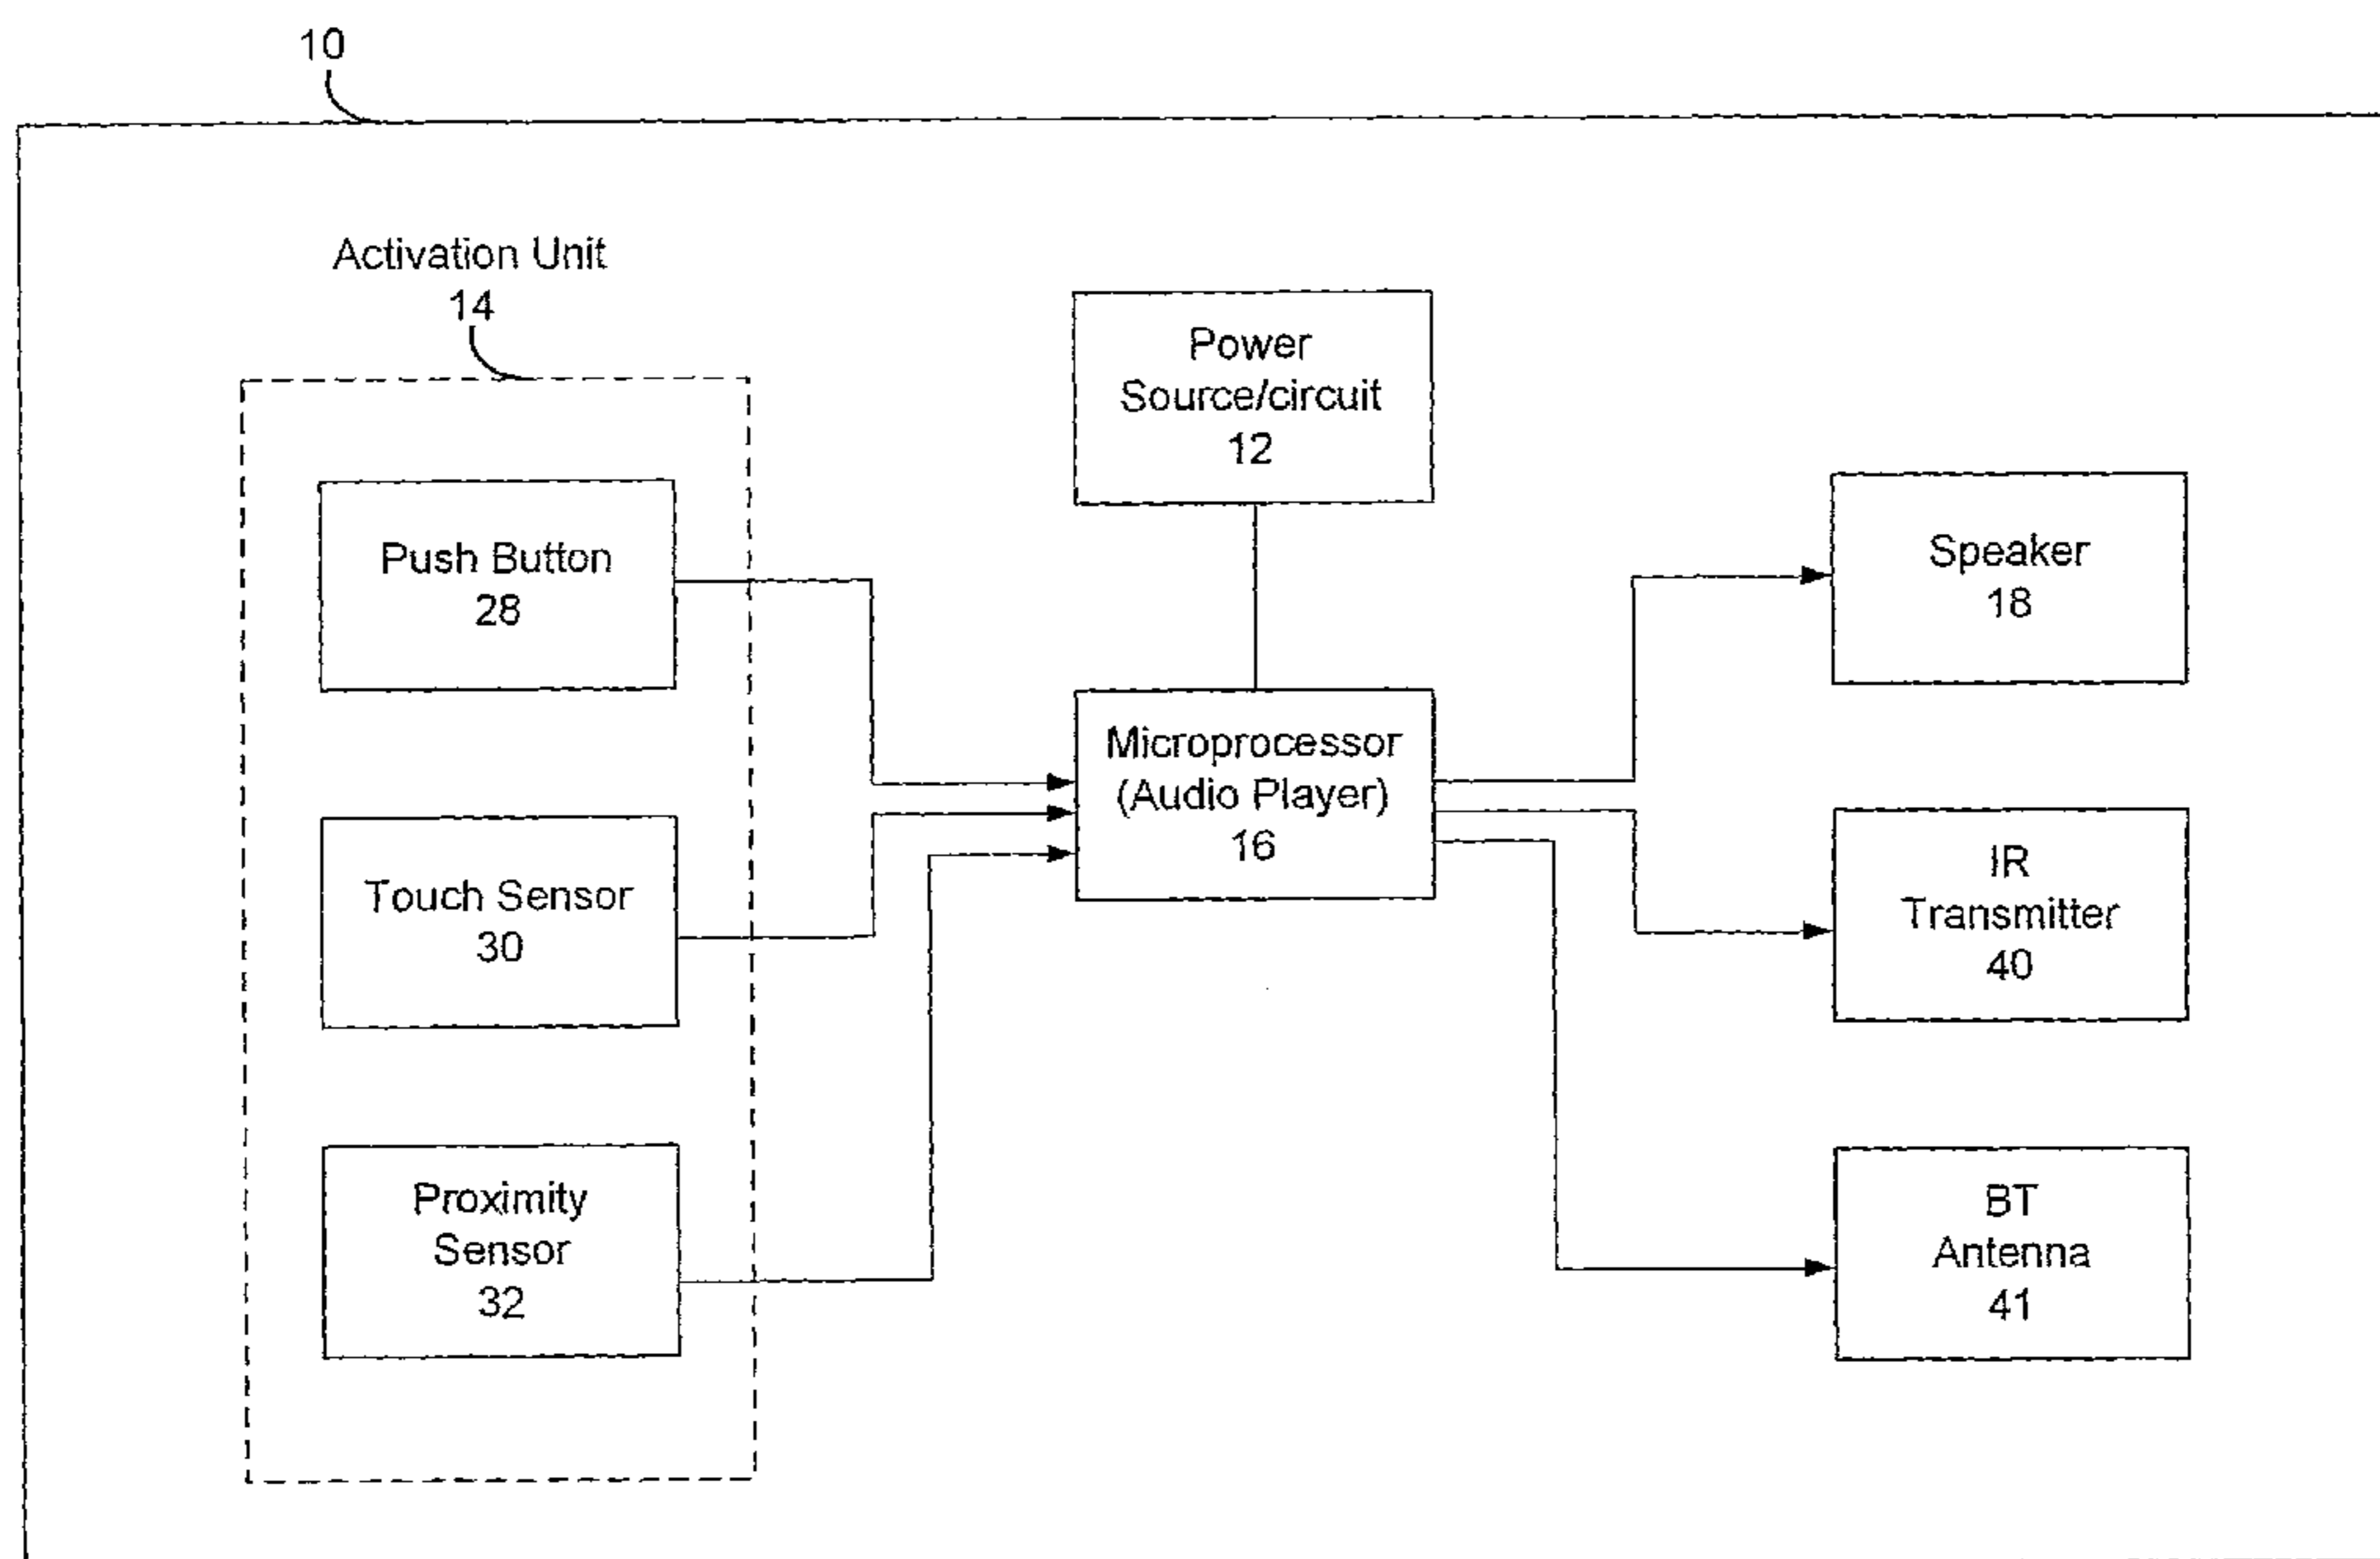 10
Activation Unit
14
Push Button
28
Touch Sensor
30
Proximity
Sensor
32
Power
Source/circuit
12
Microprocessor
(Audio Player)
16
Speaker
18
IR
Transmitter
40
BT
Antenna
41